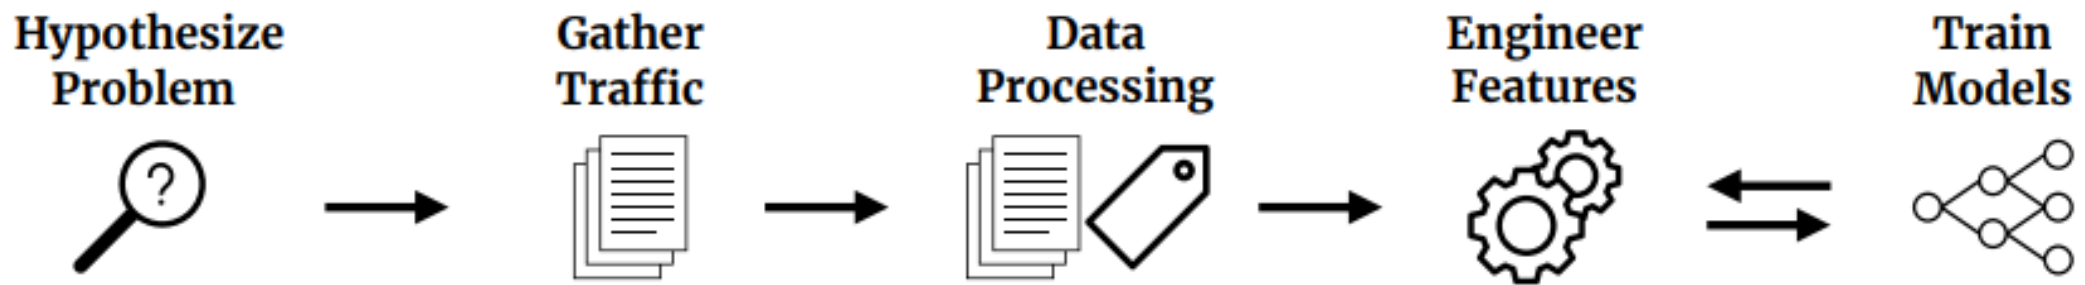 Hypothesize
Problem
Gather
Traffic
Data
Processing
Engineer
Features
Train
Models
?